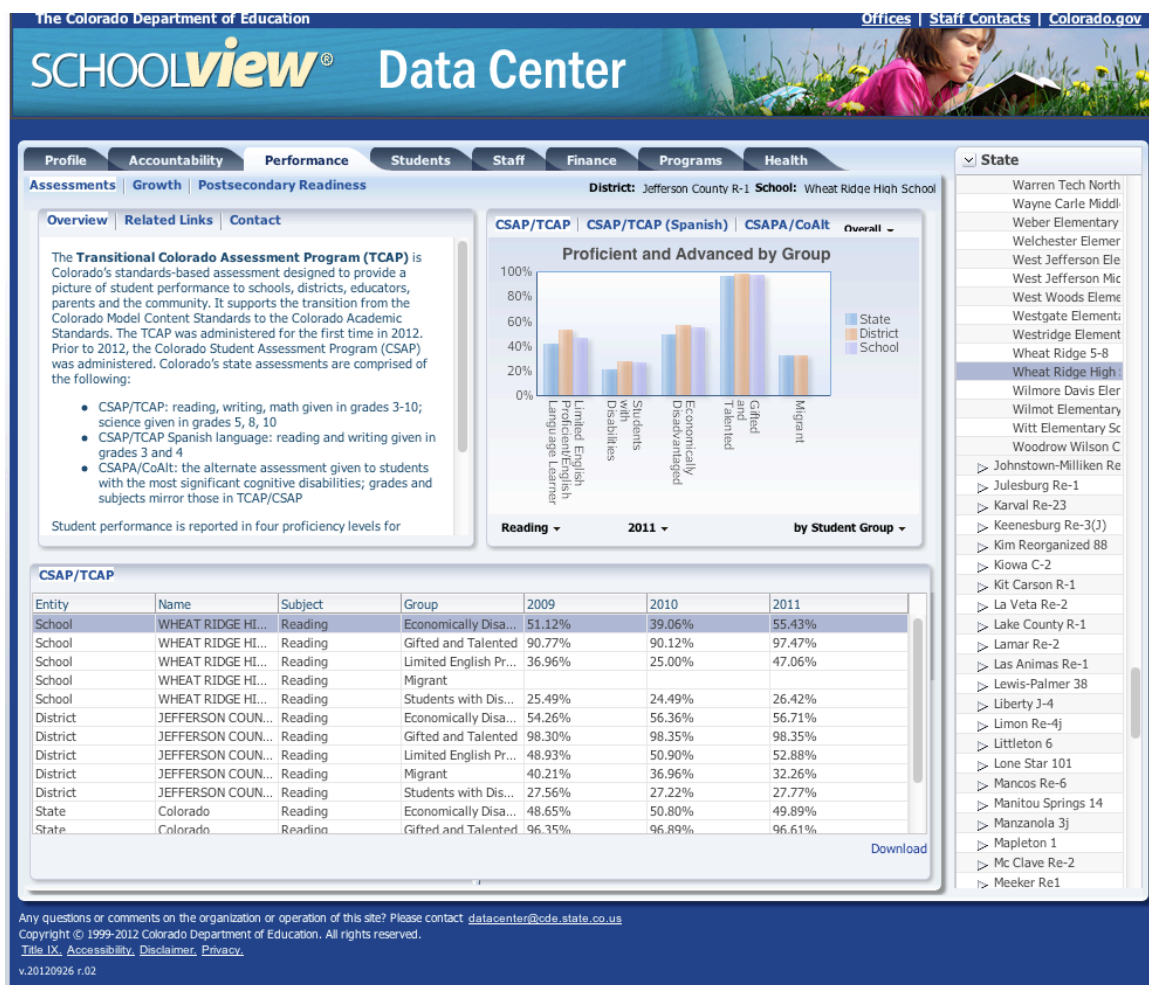 The Colorado Department of Education
Offices | Staff Contacts | Colorado.gov
SCHOOLView® Data Center
Profile Accountability Performance Students Staff Finance Programs Health
Assessments | Growth | Postsecondary Readiness
District: Jefferson County R-1 School: Wheat Ridge High School
Overview | Related Links | Contact
The Transitional Colorado Assessment Program (TCAP) is
Colorado's standards-based assessment designed to provide a
picture of student performance to schools, districts, educators,
parents and the community. It supports the transition from the
Colorado Model Content Standards to the Colorado Academic
Standards. The TCAP was administered for the first time in 2012.
Prior to 2012, the Colorado Student Assessment Program (CSAP)
was administered. Colorado's state assessments are comprised of
the following:
● CSAP/TCAP: reading, writing, math given in grades 3-10;
science given in grades 5, 8, 10
● CSAP/TCAP Spanish language: reading and writing given in
grades 3 and 4
● CSAPA/CoAlt: the alternate assessment given to students
with the most significant cognitive disabilities; grades and
subjects mirror those in TCAP/CSAP
Student performance is reported in four proficiency levels for
CSAP/TCAP | CSAP/TCAP (Spanish) | CSAPA/CoAlt Overall
Proficient and Advanced by Group
100%
80%
60%
40%
20%
0%
State
District
School
Limited English
Proficient/English
Language Learner
Students
with
Disabilities
Economically
Disadvantaged
Gifted
and
Talented
Migrant
Reading 2011 by Student Group
CSAP/TCAP
Entity Name Subject Group 2009 2010 2011
School WHEAT RIDGE HI... Reading Economically Disa... 51.12% 39.06% 55.43%
School WHEAT RIDGE HI... Reading Gifted and Talented 90.77% 90.12% 97.47%
School WHEAT RIDGE HI... Reading Limited English Pr... 36.96% 25.00% 47.06%
School WHEAT RIDGE HI... Reading Migrant
School WHEAT RIDGE HI... Reading Students with Dis... 25.49% 24.49% 26.42%
District JEFFERSON COUN... Reading Economically Disa... 54.26% 56.36% 56.71%
District JEFFERSON COUN... Reading Gifted and Talented 98.30% 98.35% 98.35%
District JEFFERSON COUN... Reading Limited English Pr... 48.93% 50.90% 52.88%
District JEFFERSON COUN... Reading Migrant 40.21% 36.96% 32.26%
District JEFFERSON COUN... Reading Students with Dis... 27.56% 27.22% 27.77%
State Colorado Reading Economically Disa... 48.65% 50.80% 49.89%
State Colorado Reading Gifted and Talented 96.35% 96.89% 96.61%
Download
State
Warren Tech North
Wayne Carle Middl
Weber Elementary
Welchester Elemer
West Jefferson Ele
West Jefferson Mic
West Woods Eleme
Westgate Elementa
Westridge Element
Wheat Ridge 5-8
Wheat Ridge High
Wilmore Davis Eler
Wilmot Elementary
Witt Elementary Sc
Woodrow Wilson C
Johnstown-Milliken Re
Julesburg Re-1
Karval Re-23
Keenesburg Re-3(J)
Kim Reorganized 88
Kiowa C-2
Kit Carson R-1
La Veta Re-2
Lake County R-1
Lamar Re-2
Las Animas Re-1
Lewis-Palmer 38
Liberty J-4
Limon Re-4j
Littleton 6
Lone Star 101
Mancos Re-6
Manitou Springs 14
Manzanola 3j
Mapleton 1
Mc Clave Re-2
Meeker Re1
Any questions or comments on the organization or operation of this site? Please contact datacenter@cde.state.co.us
Copyright © 1999-2012 Colorado Department of Education. All rights reserved.
Title IX. Accessibility. Disclaimer. Privacy.
v.20120926 r.02